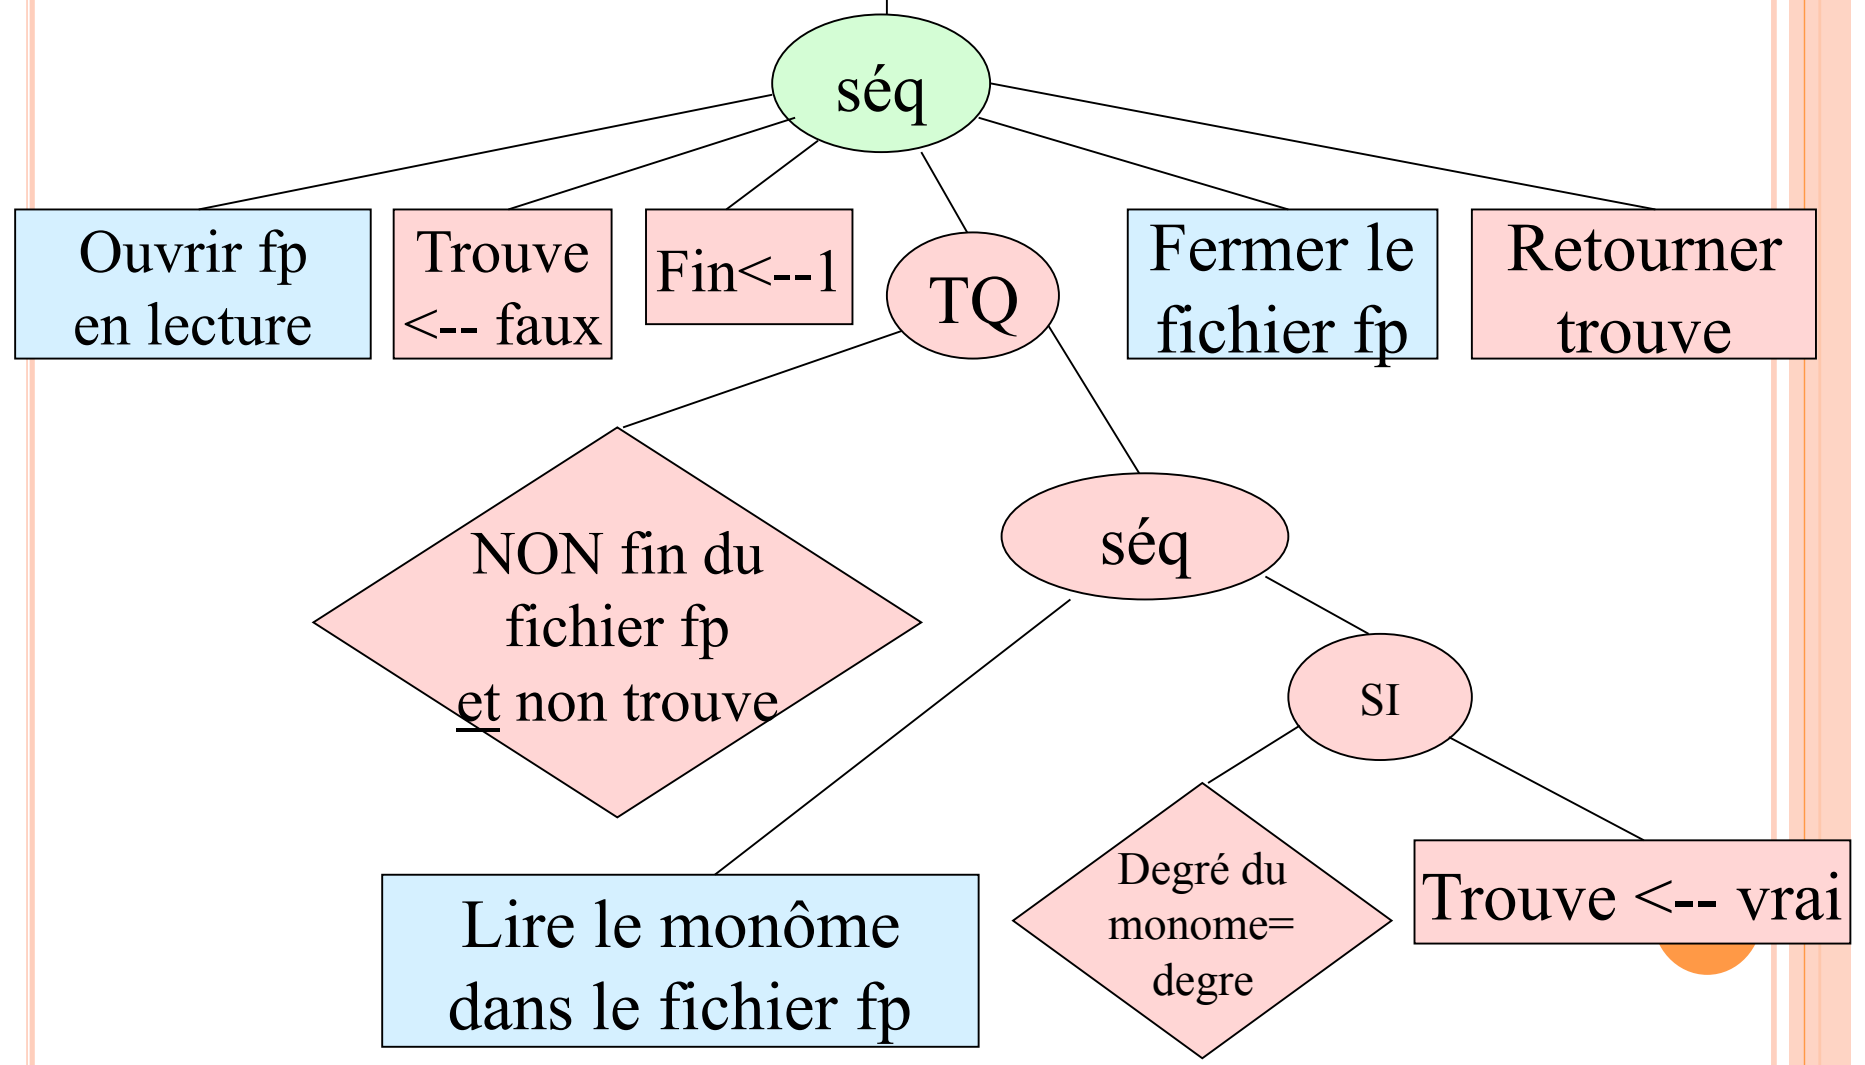 séq
Ouvrir fp
en lecture
Trouve
<-- faux
Fin<--1
TQ
Fermer le
fichier fp
Retourner
trouve
NON fin du
fichier fp
et non trouve
séq
SI
Lire le monôme
dans le fichier fp
Degré du
monome=
degre
Trouve <-- vrai